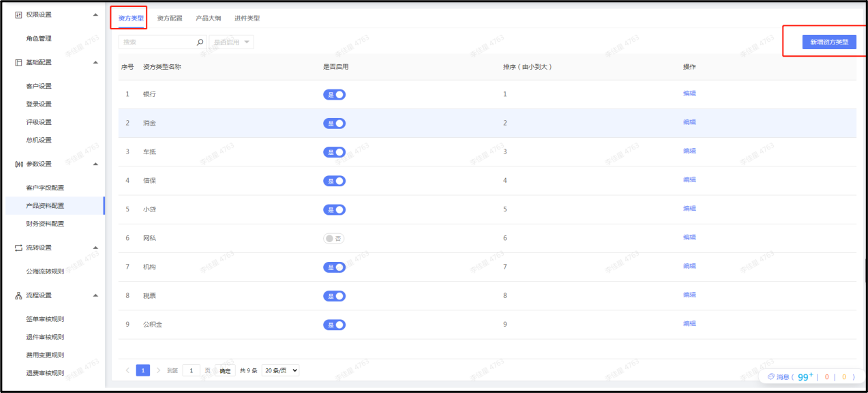 权限设置
角色管理
基础配置
客户设置
登录设置
评级设置
总机设置
参数设置
客户字段配置
产品资料配置
财务资料配置
流转设置
公海流转规则
流程设置
签单审核规则
进件审核规则
费用变更规则
退费审核规则
资方类型 资方配置 产品大纲 进件类型
搜索 是否启用
新增资方类型
序号 资方类型名称 是否启用 排序（由小到大） 操作
1 银行 是 1 编辑
2 消金 是 2 编辑
3 车抵 是 3 编辑
4 信保 是 4 编辑
5 小贷 是 5 编辑
6 网私 否 6 编辑
7 机构 是 7 编辑
8 税票 是 8 编辑
9 公积金 是 9 编辑
1 到第 1 页 确定 共 9 条 20 条/页
消息 ( 99+ | 0 | 0 )